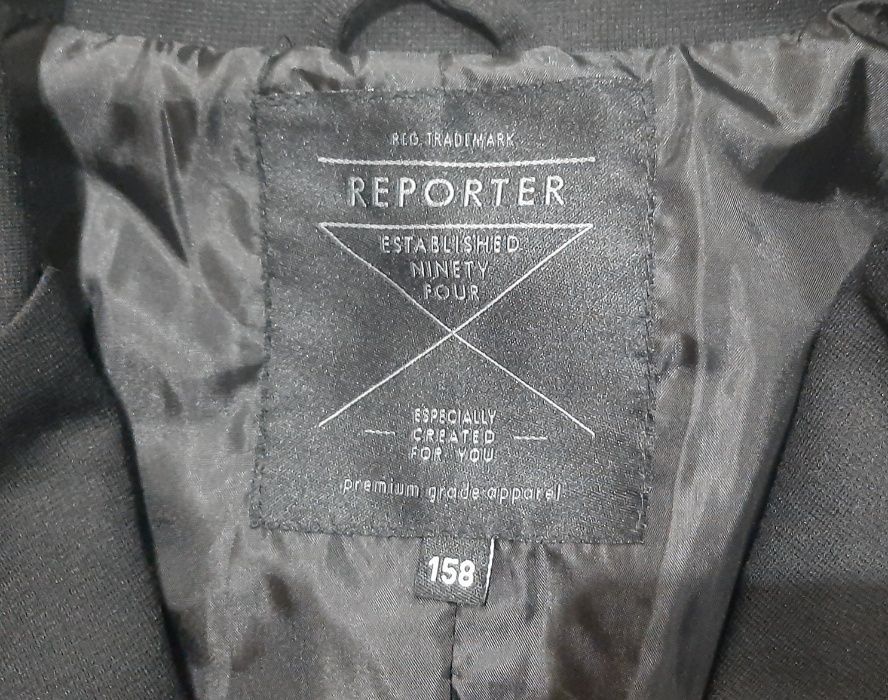 REG. TRADEMARK
REPORTER
ESTABLISHED
NINETY
FOUR
ESPECIALLY
CREATED
FOR YOU
premium grade apparel
158